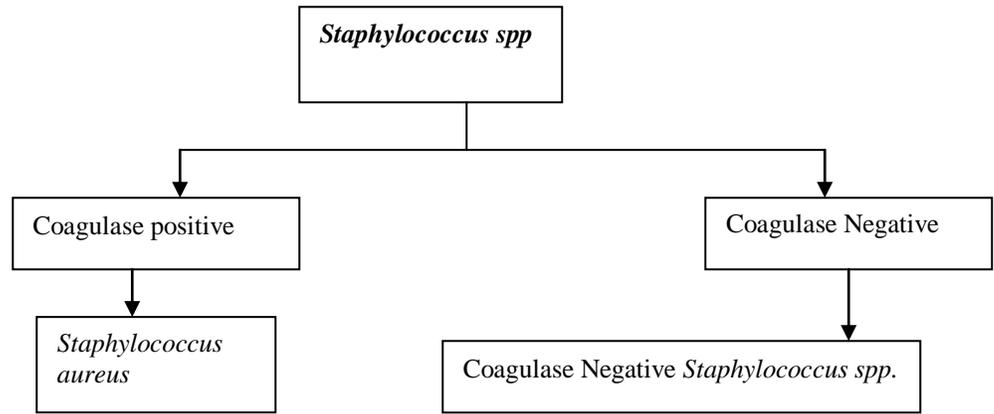 Staphylococcus spp
Coagulase positive
Coagulase Negative
Staphylococcus
aureus
Coagulase Negative Staphylococcus spp.